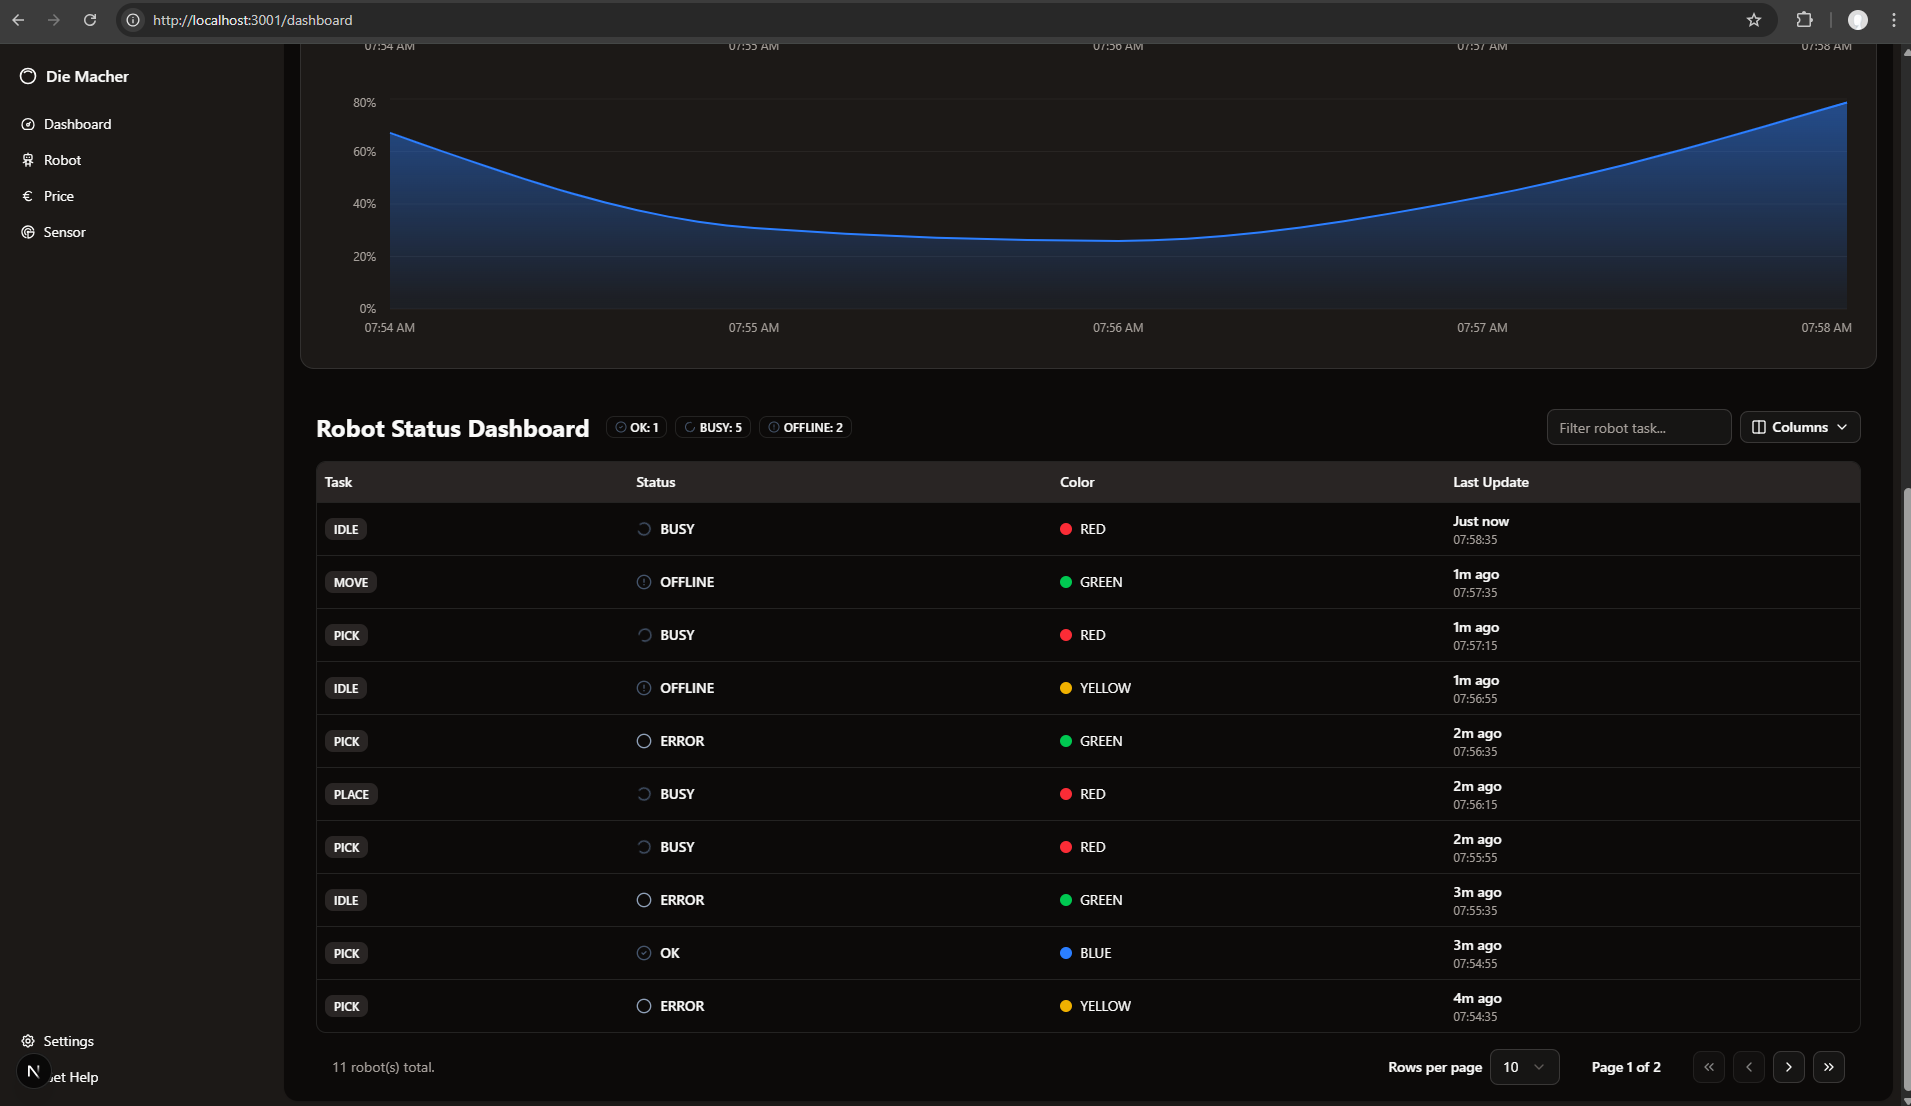 http://localhost:3001/dashboard
Die Macher
Dashboard
Robot
Price
Sensor
Settings
Get Help
N
07:54 AM 07:55 AM 07:56 AM 07:57 AM 07:58 AM
80%
60%
40%
20%
0%
07:54 AM 07:55 AM 07:56 AM 07:57 AM 07:58 AM
Robot Status Dashboard OK: 1 BUSY: 5 OFFLINE: 2 Filter robot task... Columns
Task Status Color Last Update
IDLE BUSY RED Just now
07:58:35
MOVE OFFLINE GREEN 1m ago
07:57:35
PICK BUSY RED 1m ago
07:57:15
IDLE OFFLINE YELLOW 1m ago
07:56:55
PICK ERROR GREEN 2m ago
07:56:35
PLACE BUSY RED 2m ago
07:56:15
PICK BUSY RED 2m ago
07:55:55
IDLE ERROR GREEN 3m ago
07:55:35
PICK OK BLUE 3m ago
07:54:55
PICK ERROR YELLOW 4m ago
07:54:35
11 robot(s) total. Rows per page 10 Page 1 of 2